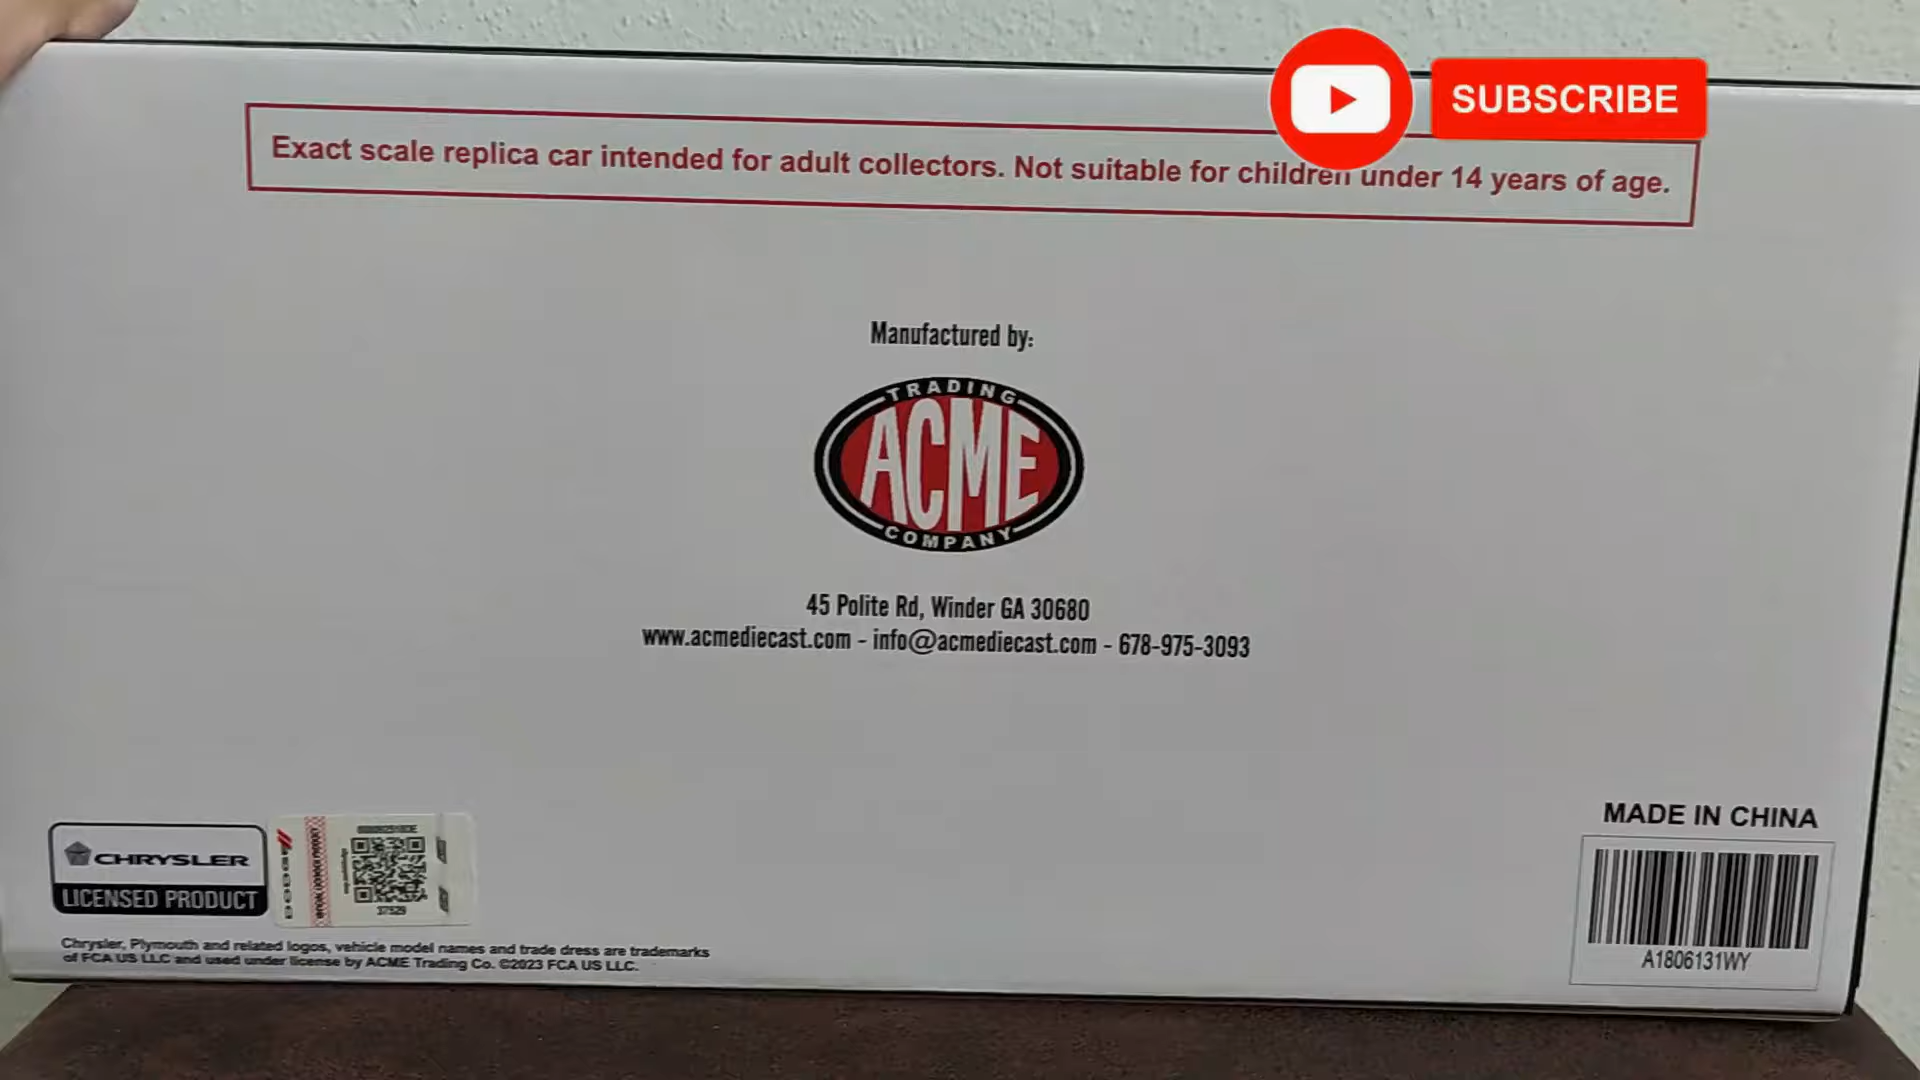 SUBSCRIBE
Exact scale replica car intended for adult collectors. Not suitable for children under 14 years of age.
Manufactured by:
TRADING
ACME
COMPANY
45 Polite Rd, Winder GA 30680
www.acmediecast.com - info@acmediecast.com - 678-975-3093
MADE IN CHINA
A1806131WY
CHRYSLER
LICENSED PRODUCT
DODGE
37529
Chrysler, Plymouth and related logos, vehicle model names and trade dress are trademarks
of FCA US LLC and used under license by ACME Trading Co. ©2023 FCA US LLC.